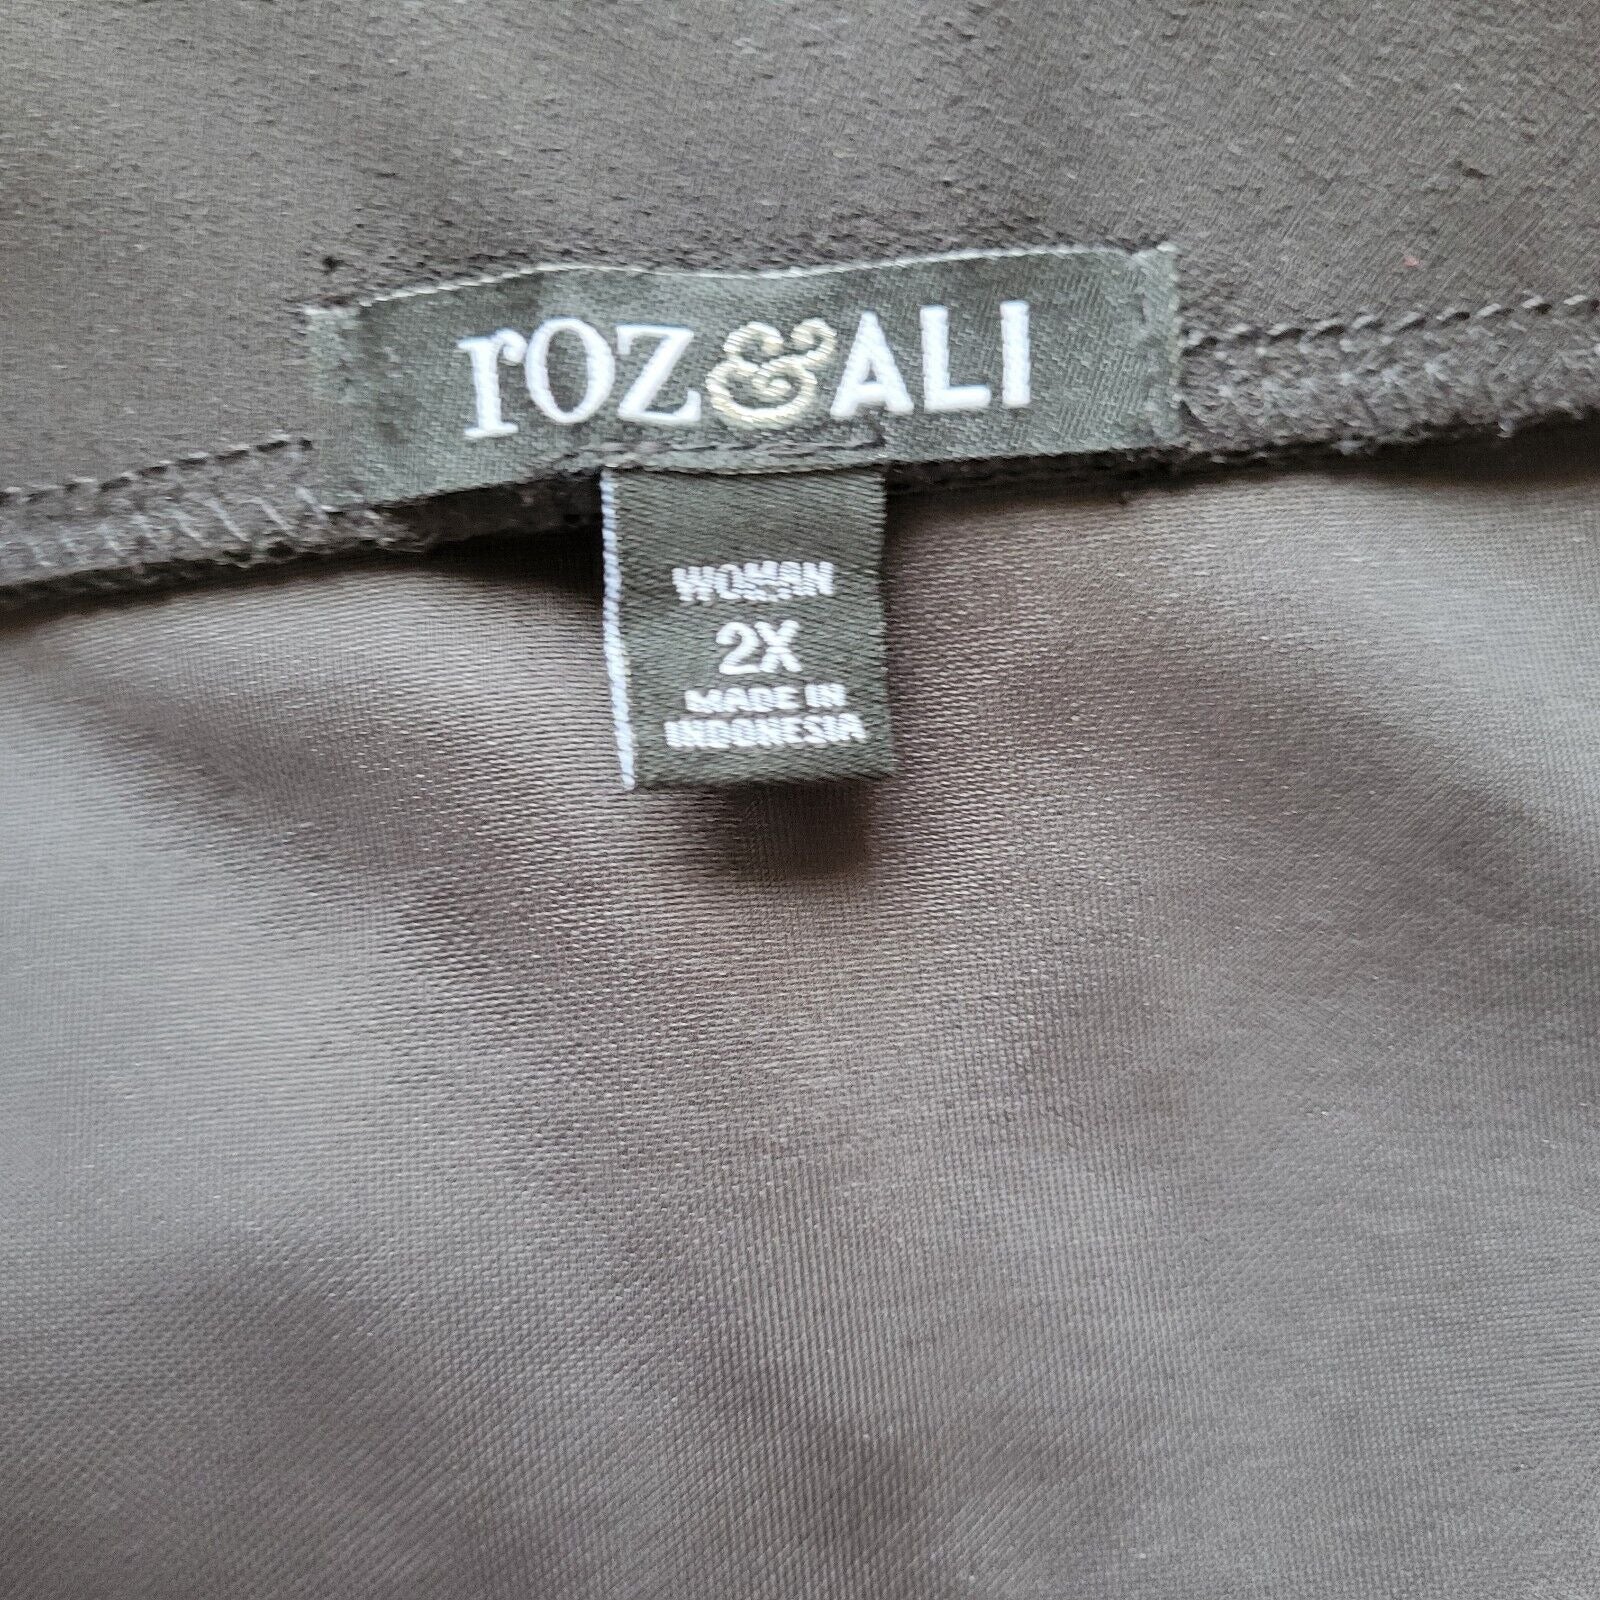 roz&ALI
WOMAN
2X
MADE IN
INDONESIA